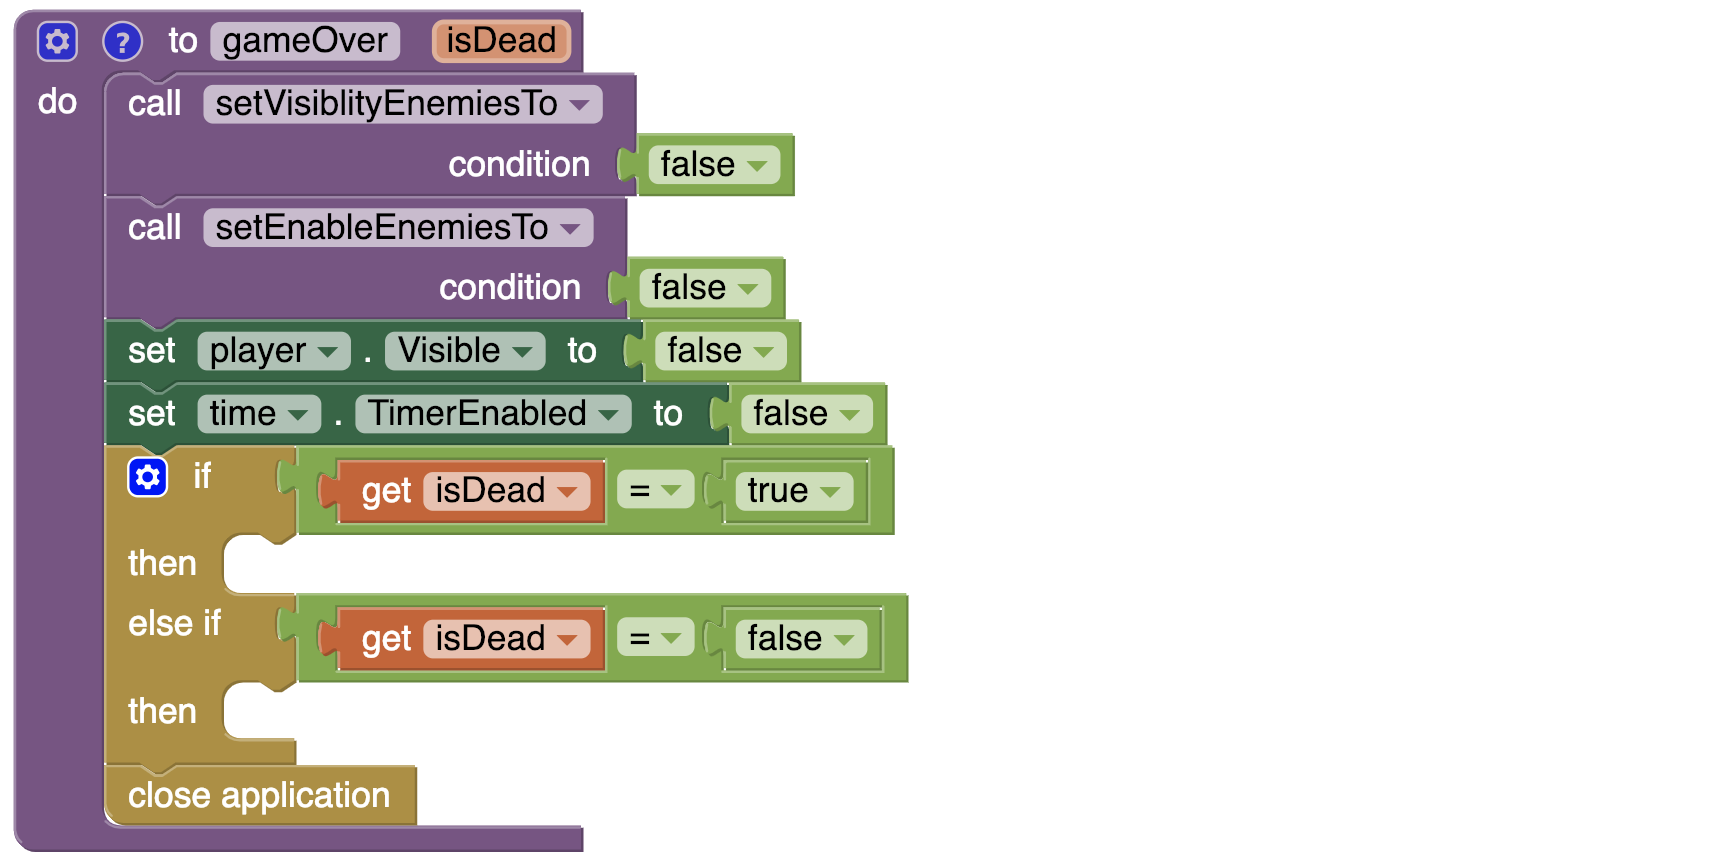 ? to gameOver isDead
do call setVisiblityEnemiesTo
condition false
call setEnableEnemiesTo
condition false
set player . Visible to false
set time . TimerEnabled to false
if get isDead = true
then
else if get isDead = false
then
close application